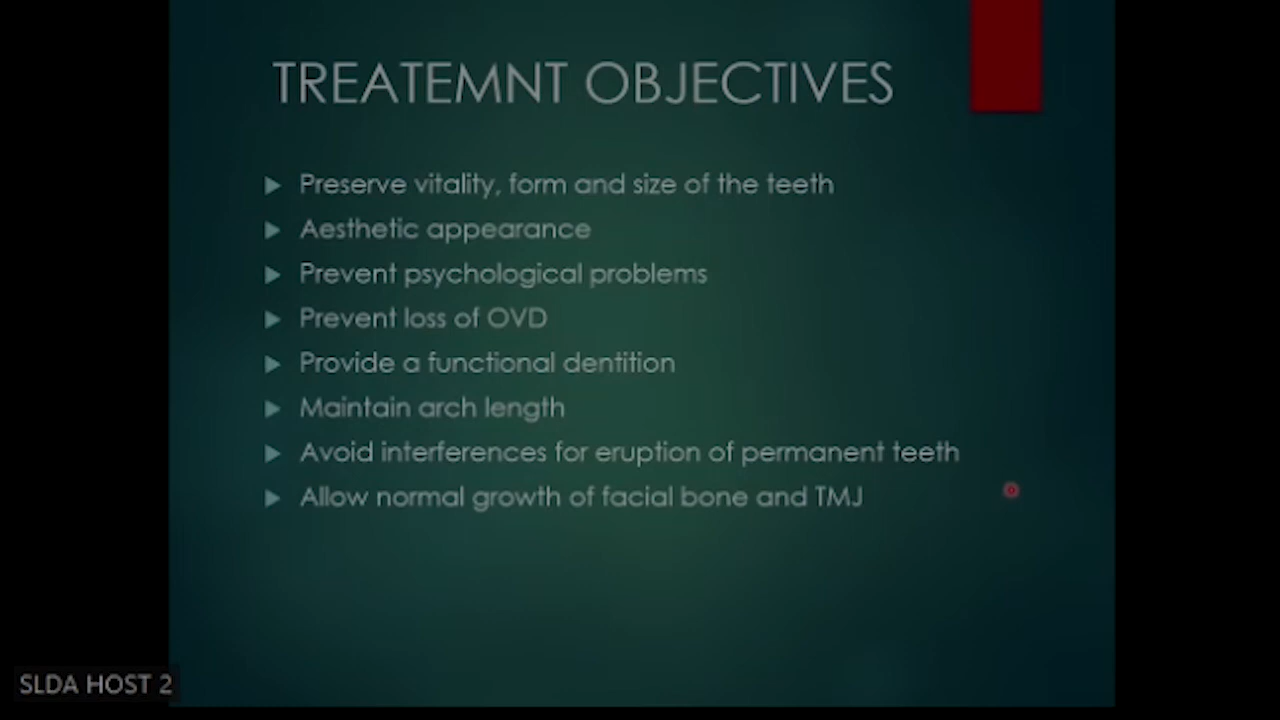 TREATEMNT OBJECTIVES
Preserve vitality, form and size of the teeth
Aesthetic appearance
Prevent psychological problems
Prevent loss of OVD
Provide a functional dentition
Maintain arch length
Avoid interferences for eruption of permanent teeth
Allow normal growth of facial bone and TMJ
SLDA HOST 2